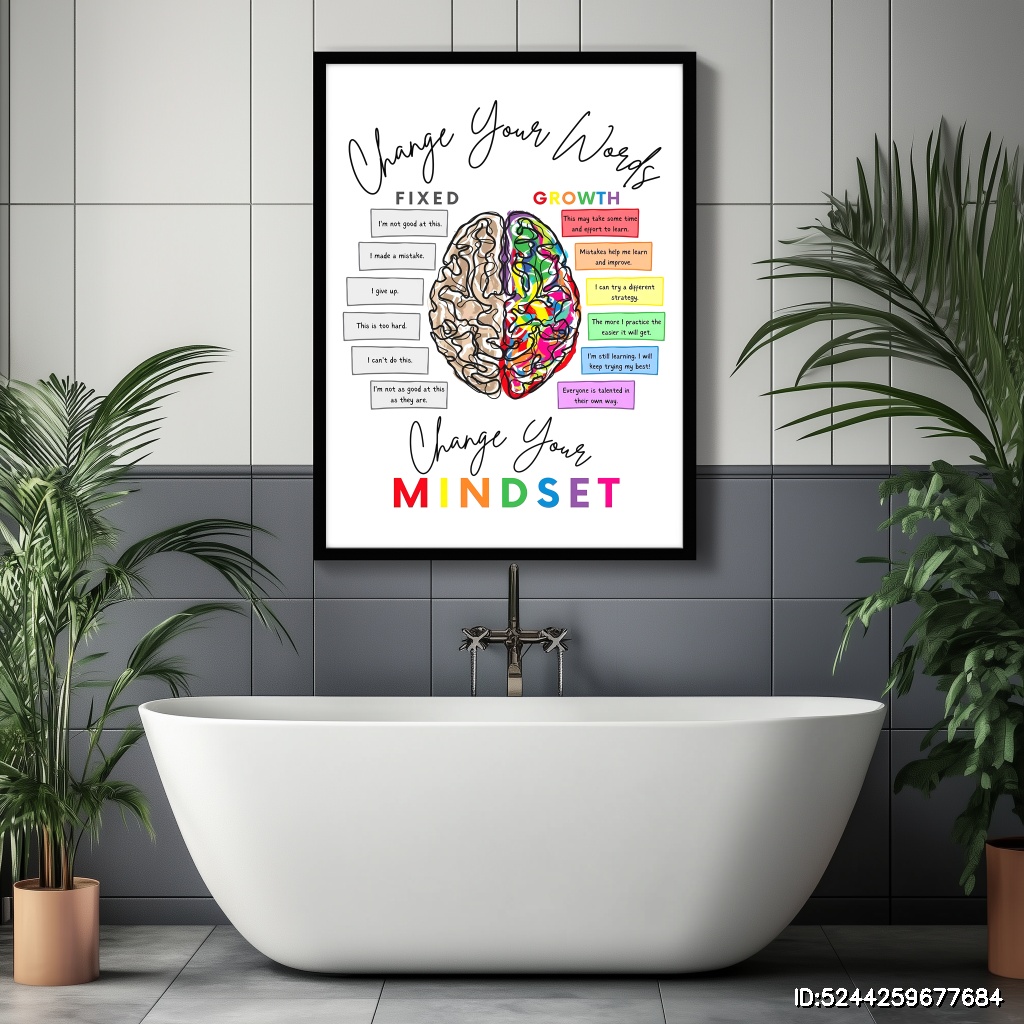 Change Your Words
FIXED
GROWTH
I'm not good at this.
I made a mistake.
I give up.
This is too hard.
I can't do this.
I'm not as good at this
as they are.
This may take some time
and effort to learn.
Mistakes help me learn
and improve.
I can try a different
strategy.
The more I practice the
easier it will get.
I'm still learning. I will
keep trying my best!
Everyone is talented in
their own way.
Change Your
MINDSET
ID:5244259677684